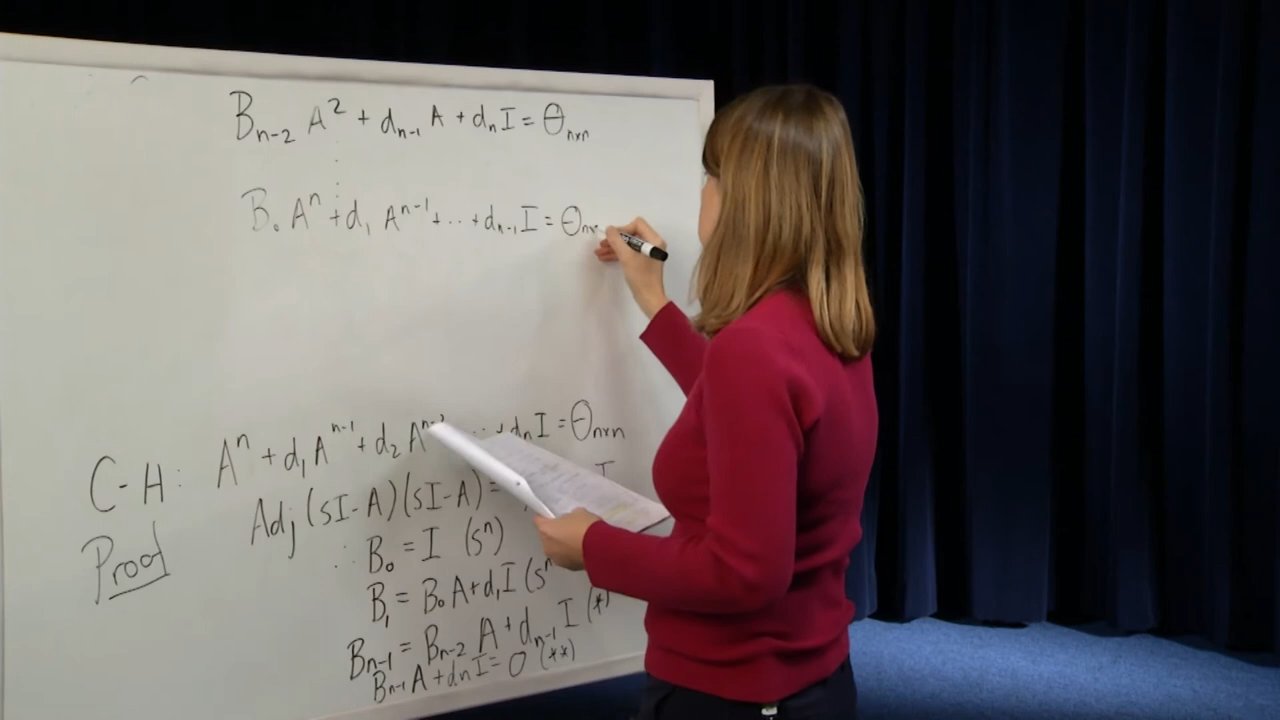 Bₙ₋₂ A² + dₙ₋₁ A + dₙ I = Θₙₓₙ
⋮
B₀ Aⁿ + d₁ Aⁿ⁻¹ + ... + dₙ₋₁ I = Θₙₓ
C-H: Aⁿ + d₁ Aⁿ⁻¹ + d₂ A ... + dₙ I = Θₙₓₙ
Proof
Adj (sI-A)(sI-A) = I
∴ B₀ = I (sⁿ)
B₁ = B₀ A + d₁ I (sⁿ
Bₙ₋₁ = Bₙ₋₂ A + dₙ₋₁ I (*)
Bₙ₋₁ A + dₙ I = 0 (**)